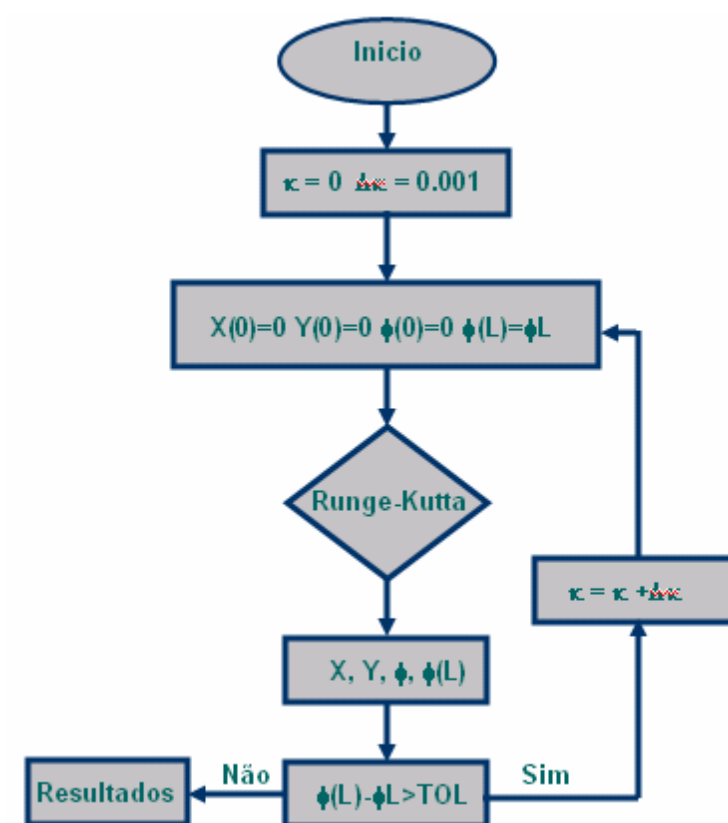 Inicio
κ = 0 Δκ = 0.001
X(0)=0 Y(0)=0 ϕ(0)=0 ϕ(L)=ϕL
Runge-Kutta
κ = κ +Δκ
X, Y, ϕ, ϕ(L)
Não
Sim
Resultados
ϕ(L)-ϕL>TOL